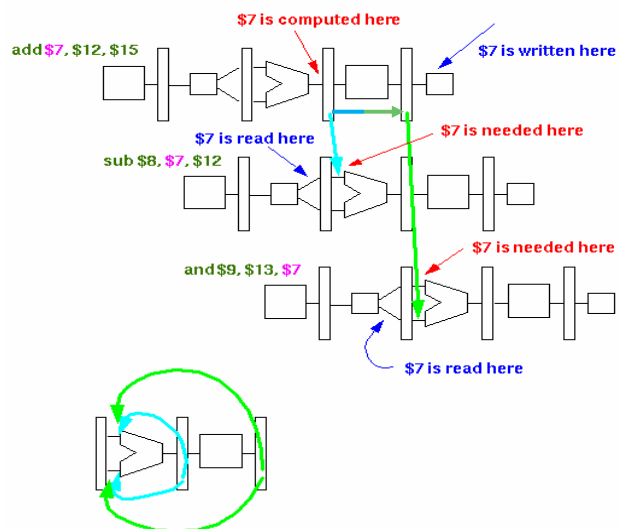 $7 is computed here
add $7, $12, $15
$7 is written here
$7 is read here
$7 is needed here
sub $8, $7, $12
$7 is needed here
and $9, $13, $7
$7 is read here